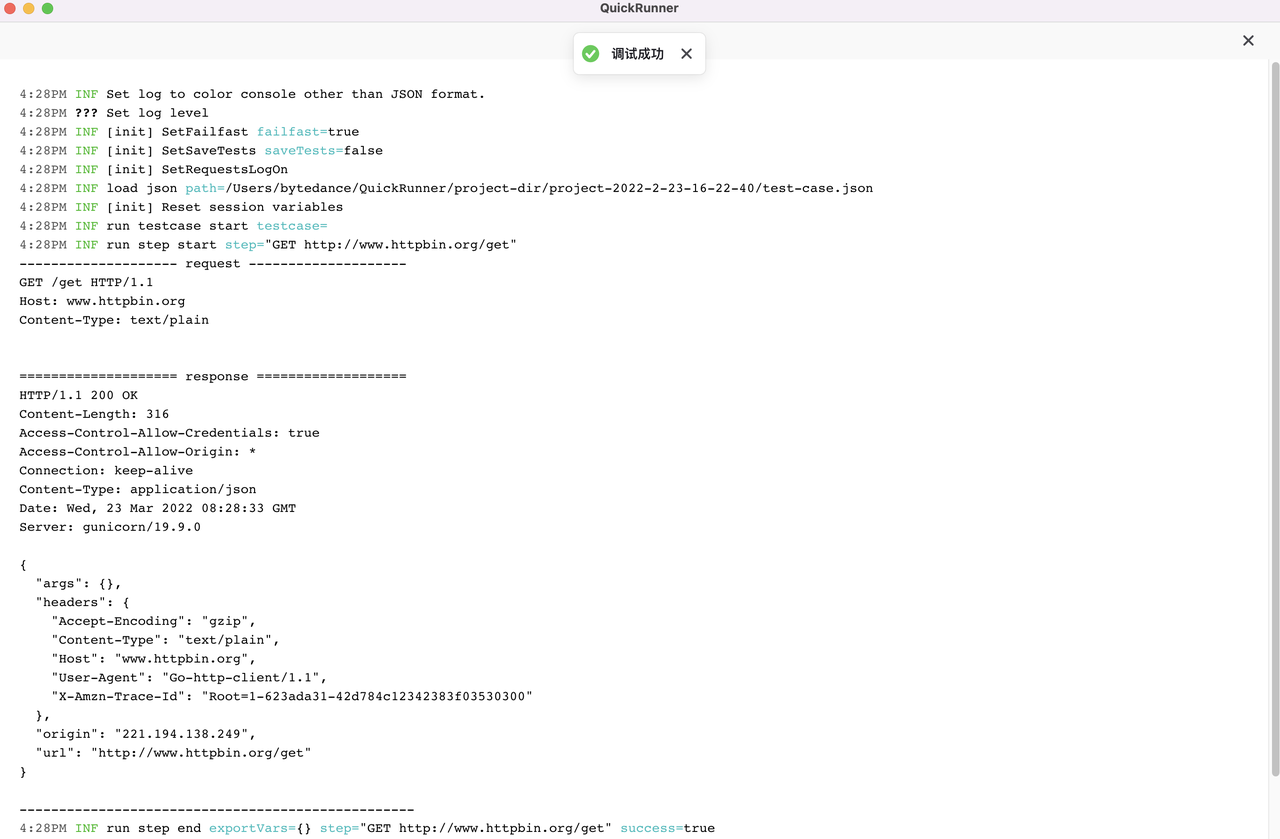 QuickRunner
调试成功
4:28PM INF Set log to color console other than JSON format.
4:28PM ??? Set log level
4:28PM INF [init] SetFailfast failfast=true
4:28PM INF [init] SetSaveTests saveTests=false
4:28PM INF [init] SetRequestsLogOn
4:28PM INF load json path=/Users/bytedance/QuickRunner/project-dir/project-2022-2-23-16-22-40/test-case.json
4:28PM INF [init] Reset session variables
4:28PM INF run testcase start testcase=
4:28PM INF run step start step="GET http://www.httpbin.org/get"
-------------------- request --------------------
GET /get HTTP/1.1
Host: www.httpbin.org
Content-Type: text/plain
==================== response ===================
HTTP/1.1 200 OK
Content-Length: 316
Access-Control-Allow-Credentials: true
Access-Control-Allow-Origin: *
Connection: keep-alive
Content-Type: application/json
Date: Wed, 23 Mar 2022 08:28:33 GMT
Server: gunicorn/19.9.0
{
  "args": {},
  "headers": {
    "Accept-Encoding": "gzip",
    "Content-Type": "text/plain",
    "Host": "www.httpbin.org",
    "User-Agent": "Go-http-client/1.1",
    "X-Amzn-Trace-Id": "Root=1-623ada31-42d784c12342383f03530300"
  },
  "origin": "221.194.138.249",
  "url": "http://www.httpbin.org/get"
}
--------------------------------------------------
4:28PM INF run step end exportVars={} step="GET http://www.httpbin.org/get" success=true